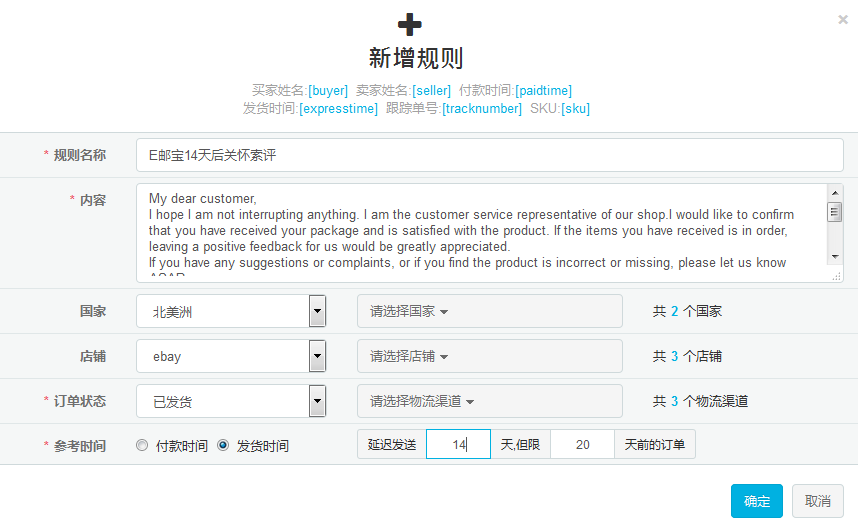 ×
新增规则
买家姓名:[buyer] 卖家姓名:[seller] 付款时间:[paidtime]
发货时间:[expresstime] 跟踪单号:[tracknumber] SKU:[sku]
* 规则名称 E邮宝14天后关怀索评
* 内容 My dear customer,
I hope I am not interrupting anything. I am the customer service representative of our shop.I would like to confirm
that you have received your package and is satisfied with the product. If the items you have received is in order,
leaving a positive feedback for us would be greatly appreciated.
If you have any suggestions or complaints, or if you find the product is incorrect or missing, please let us know
ASAP
国家 北美洲 请选择国家 共 2 个国家
店铺 ebay 请选择店铺 共 3 个店铺
* 订单状态 已发货 请选择物流渠道 共 3 个物流渠道
* 参考时间 付款时间 发货时间 延迟发送 14 天,但限 20 天前的订单
确定 取消